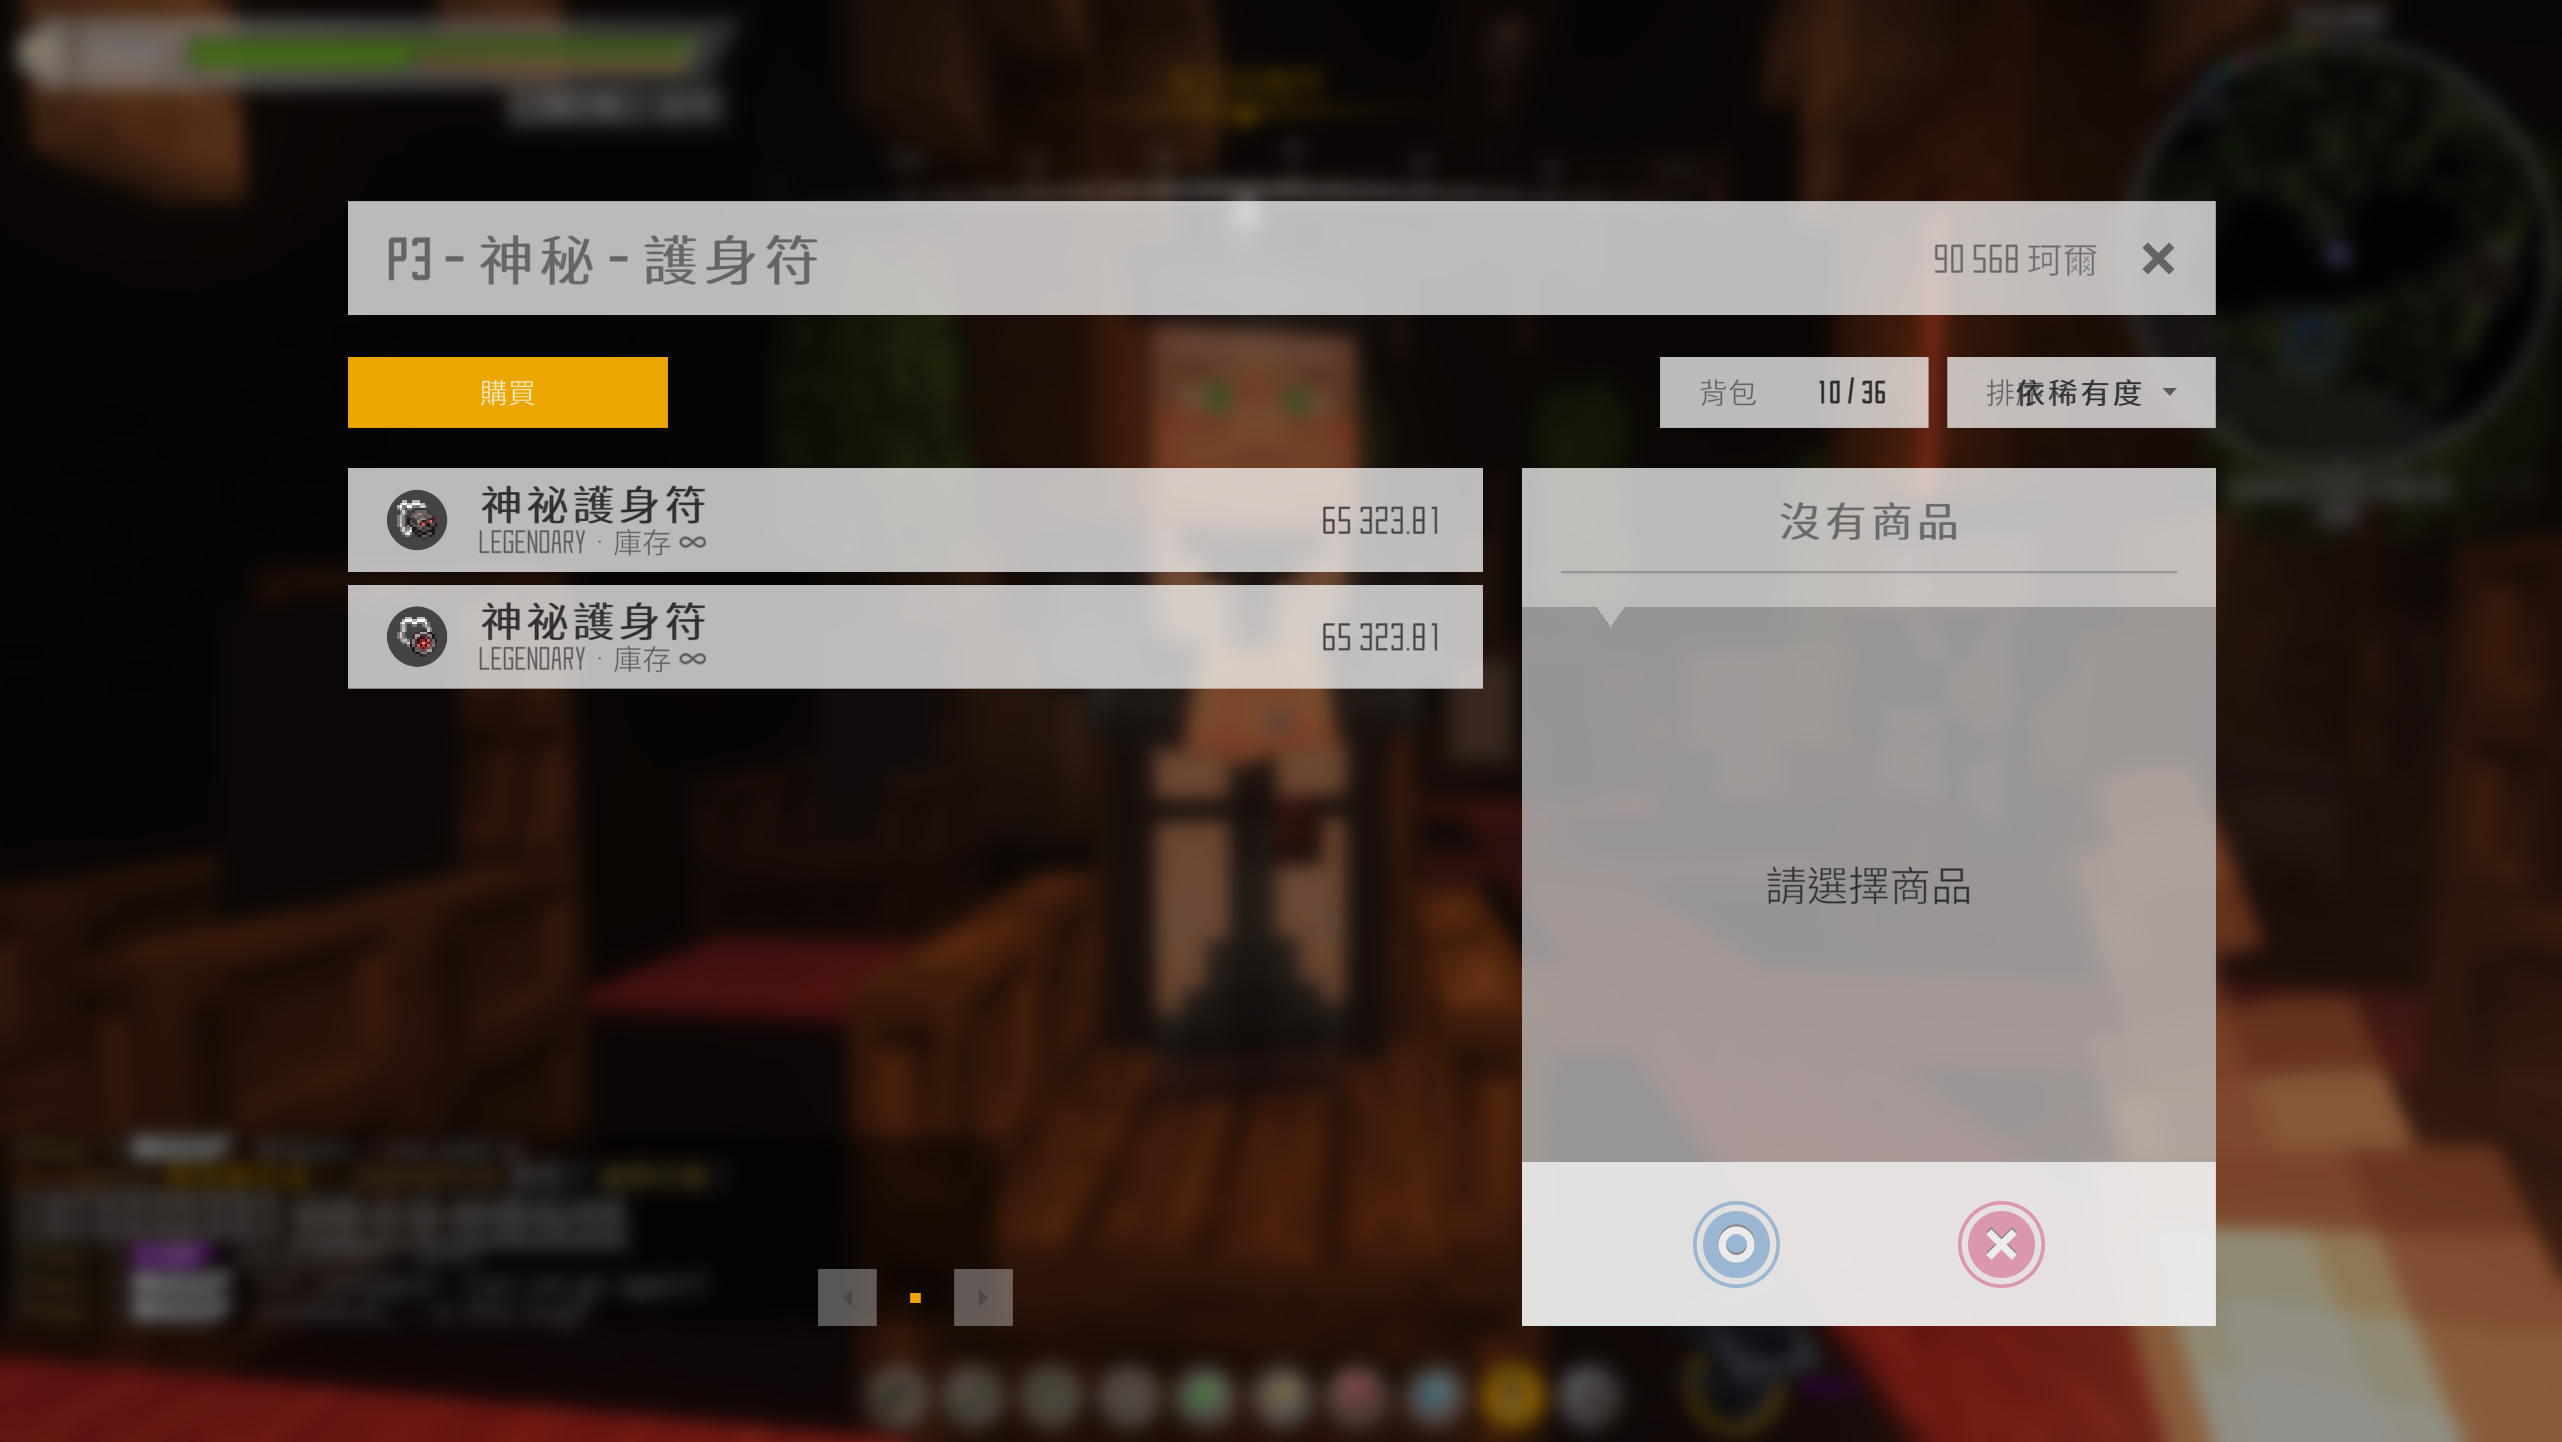 P3 - 神秘 - 護身符
90 568 珂爾
購買
背包 10 / 36
排序 依稀有度
神祕護身符
LEGENDARY · 庫存 ∞
65 323.81
神祕護身符
LEGENDARY · 庫存 ∞
65 323.81
沒有商品
請選擇商品